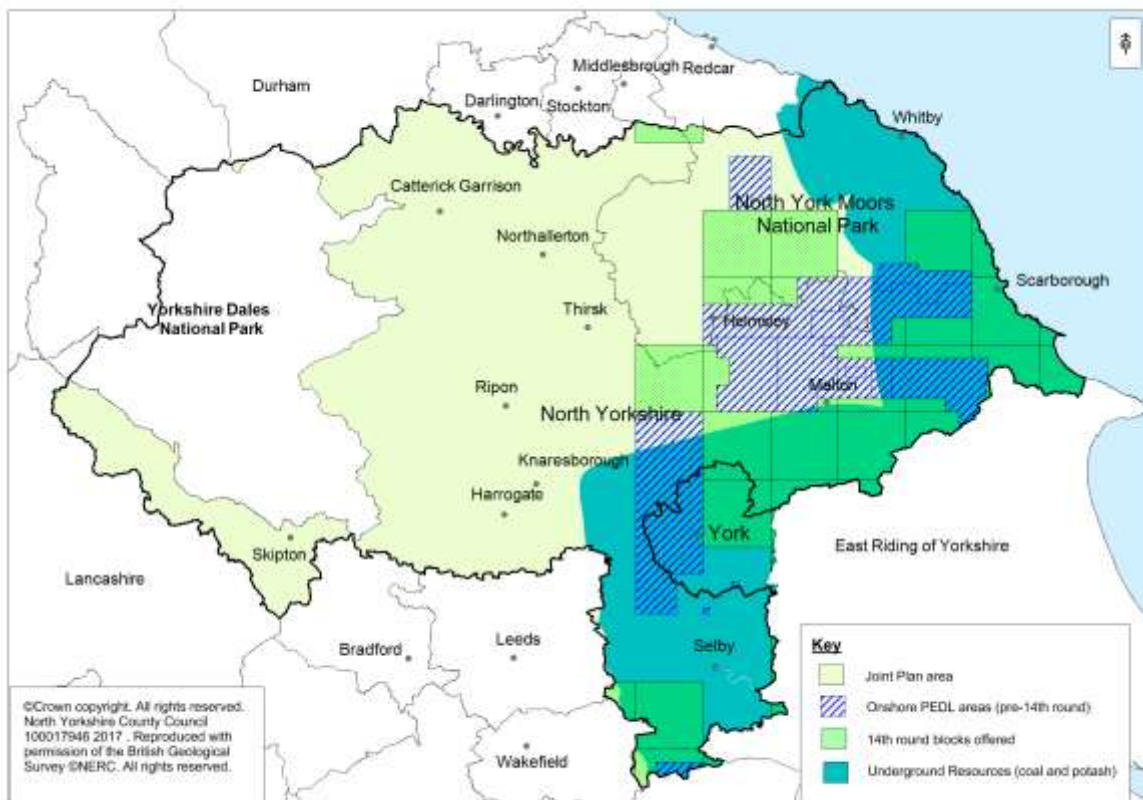 Middlesbrough
Redcar
Durham
Darlington
Stockton
Whitby
Catterick Garrison
North York Moors
National Park
Northallerton
Scarborough
Yorkshire Dales
National Park
Thirsk
Helmsley
Ripon
Malton
North Yorkshire
Knaresborough
Harrogate
York
Skipton
East Riding of Yorkshire
Lancashire
Bradford
Leeds
Selby
Wakefield
Key
Joint Plan area
Onshore PEDL areas (pre-14th round)
14th round blocks offered
Underground Resources (coal and potash)
©Crown copyright. All rights reserved.
North Yorkshire County Council
100017946 2017 . Reproduced with
permission of the British Geological
Survey ©NERC. All rights reserved.